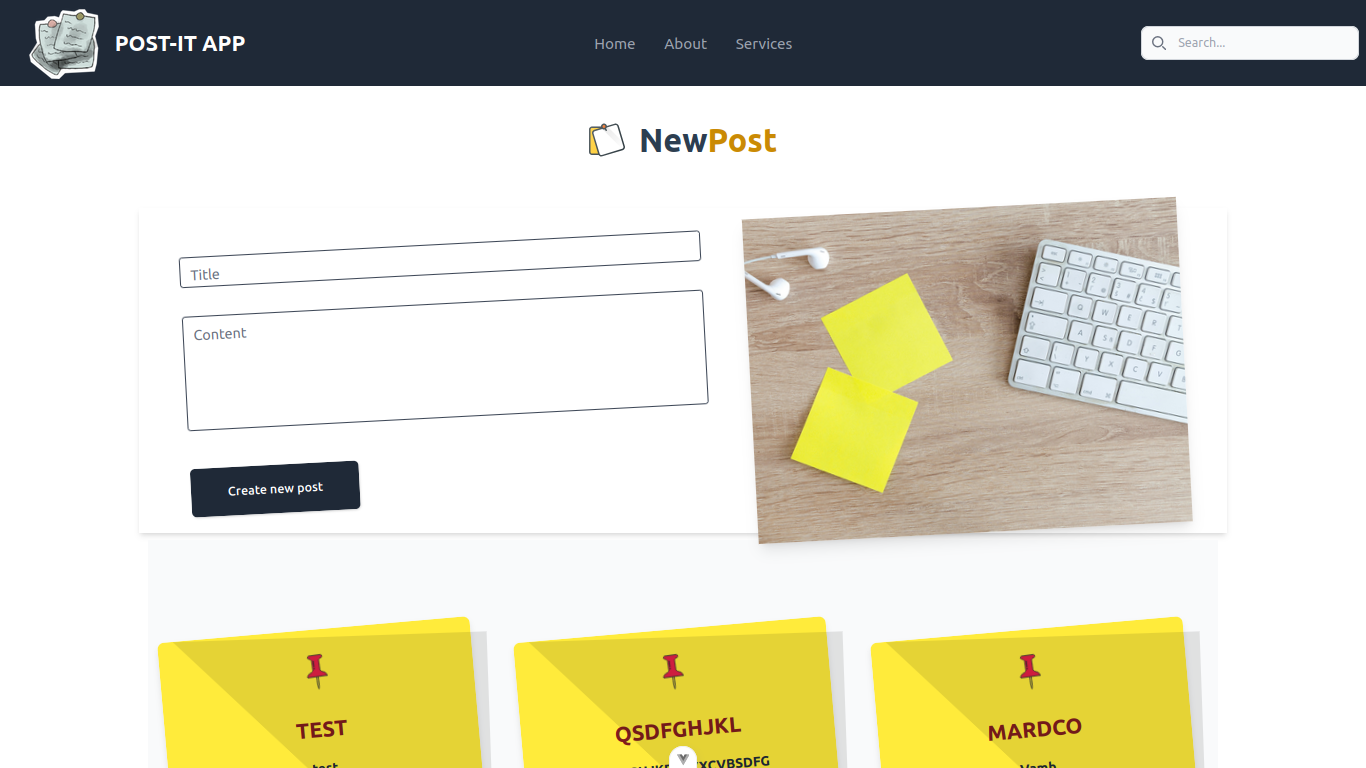 POST-IT APP
Home
About
Services
Search...
NewPost
Title
Content
Create new post
TEST
QSDFGHJKL
MARDCO
test
XCVBSDFG
Vamb